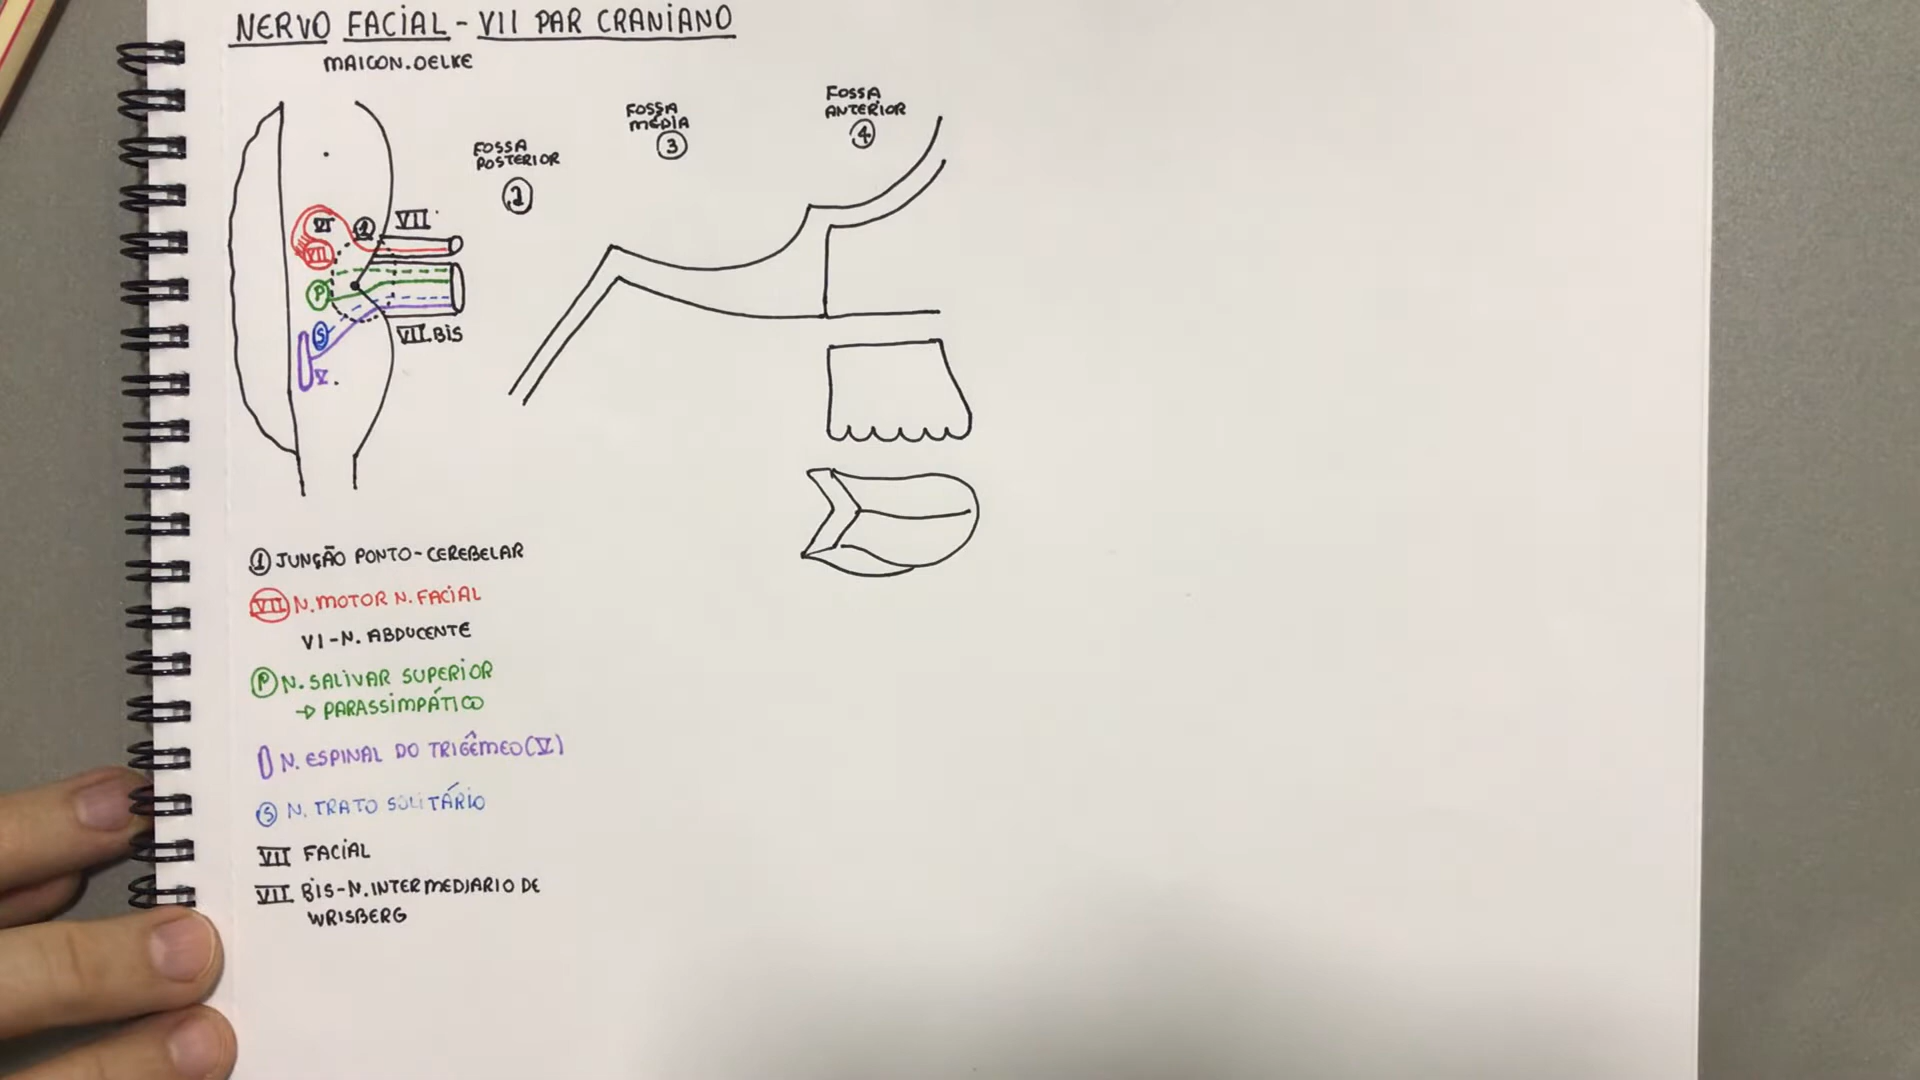 NERVO FACIAL - VII PAR CRANIANO
MAICON.OELKE
FOSSA
POSTERIOR
2
FOSSA
MÉDIA
3
FOSSA
ANTERIOR
4
VI
1
VII
VII
P
S
VII.BIS
V
1 JUNÇÃO PONTO-CEREBELAR
VII N.MOTOR N.FACIAL
VI-N. ABDUCENTE
P N.SALIVAR SUPERIOR
→ PARASSIMPÁTICO
N. ESPINAL DO TRIGÊMEO(V)
S N. TRATO SOLITÁRIO
VII FACIAL
VII BIS-N.INTERMEDIARIO DE
WRISBERG